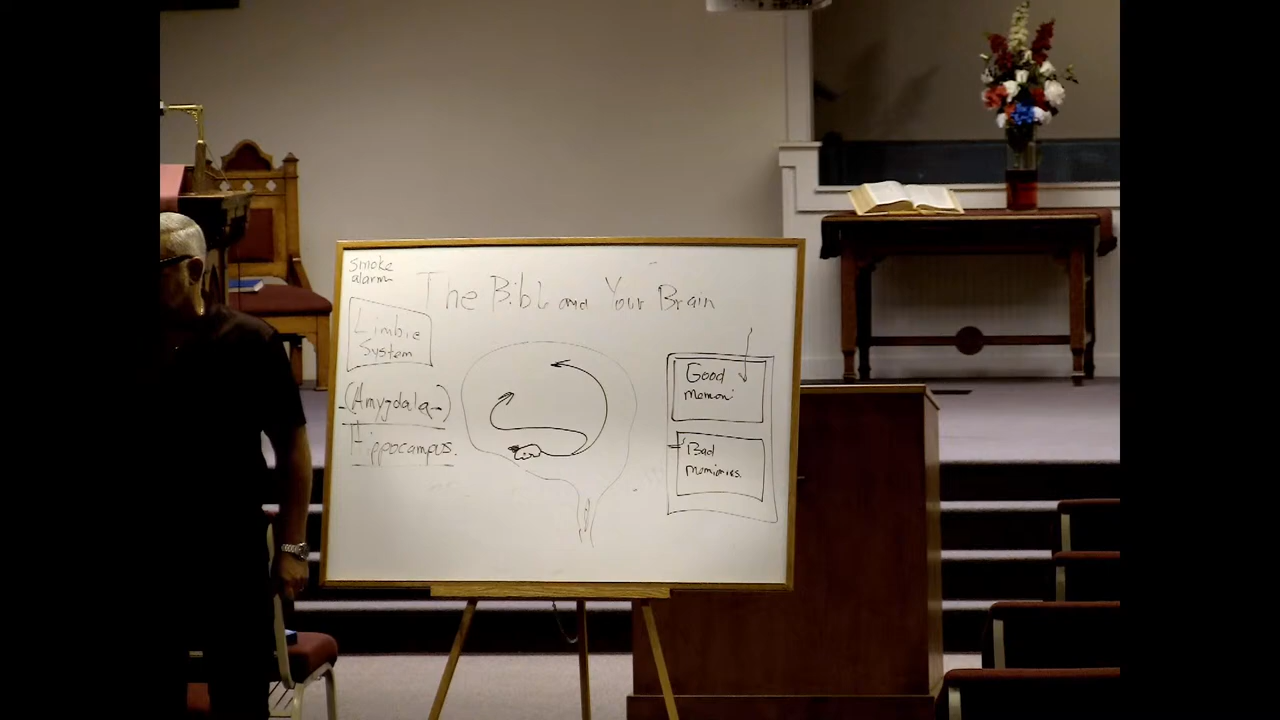 Smoke
alarm
The Bible and Your Brain
Limbic
System
(Amygdala)
Hippocampus.
Good
memori
Bad
Memories.